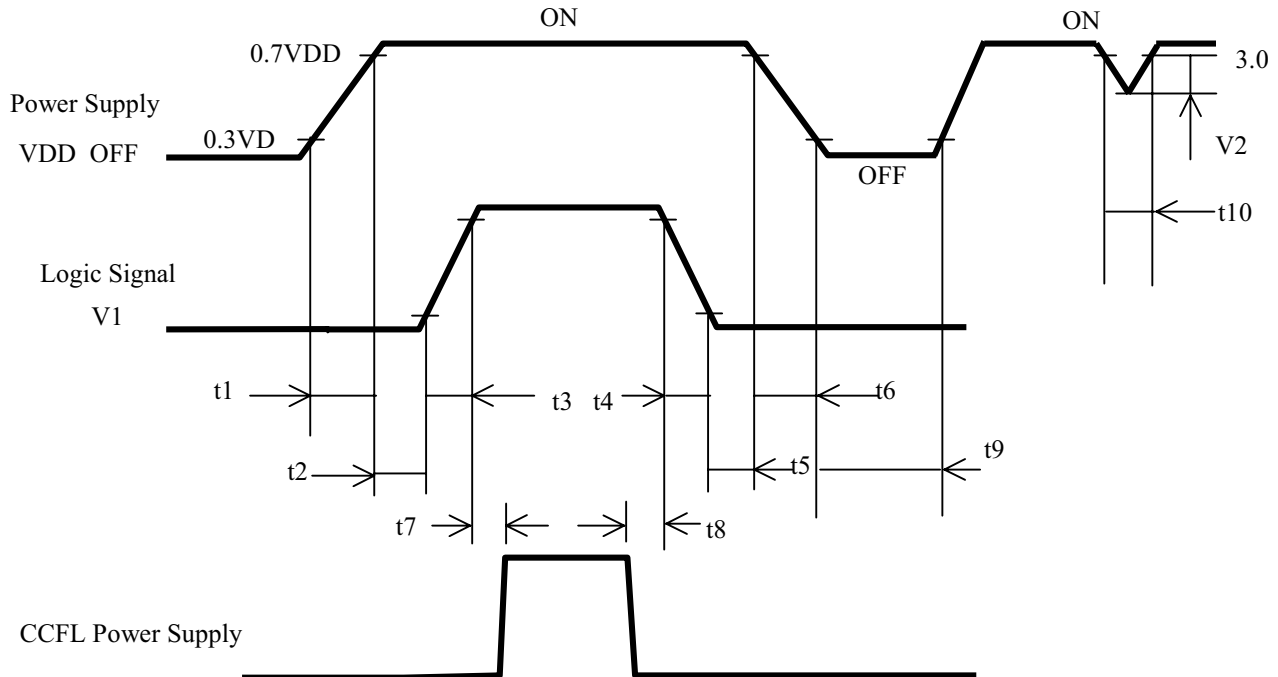 ON
ON
0.7VDD
3.0
Power Supply
0.3VD
VDD OFF
V2
OFF
t10
Logic Signal
V1
t1
t3
t4
t6
t2
t5
t9
t7
t8
CCFL Power Supply